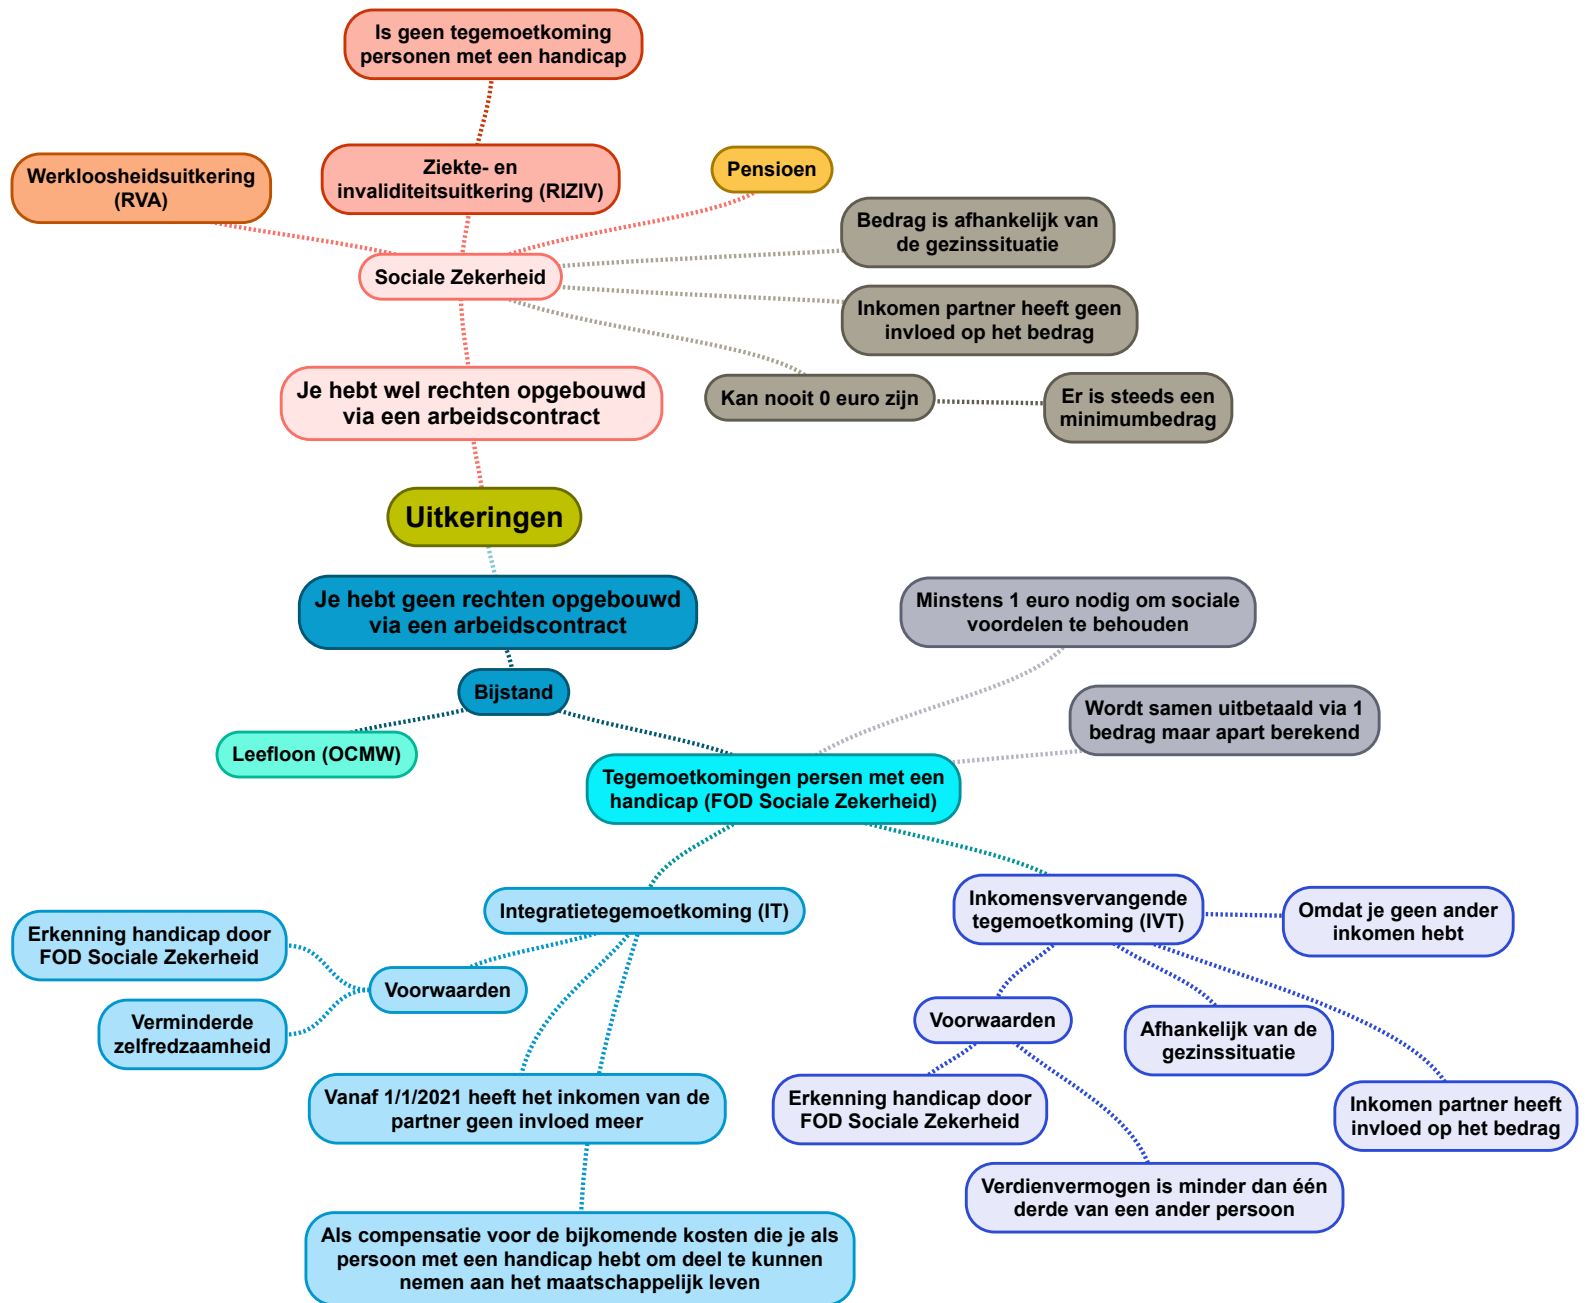 Is geen tegemoetkoming
personen met een handicap
Werkloosheidsuitkering
(RVA)
Ziekte- en
invaliditeitsuitkering (RIZIV)
Pensioen
Bedrag is afhankelijk van
de gezinssituatie
Sociale Zekerheid
Inkomen partner heeft geen
invloed op het bedrag
Je hebt wel rechten opgebouwd
via een arbeidscontract
Kan nooit 0 euro zijn
Er is steeds een
minimumbedrag
Uitkeringen
Je hebt geen rechten opgebouwd
via een arbeidscontract
Minstens 1 euro nodig om sociale
voordelen te behouden
Bijstand
Wordt samen uitbetaald via 1
bedrag maar apart berekend
Leefloon (OCMW)
Tegemoetkomingen persen met een
handicap (FOD Sociale Zekerheid)
Integratietegemoetkoming (IT)
Inkomensvervangende
tegemoetkoming (IVT)
Omdat je geen ander
inkomen hebt
Erkenning handicap door
FOD Sociale Zekerheid
Voorwaarden
Verminderde
zelfredzaamheid
Voorwaarden
Afhankelijk van de
gezinssituatie
Vanaf 1/1/2021 heeft het inkomen van de
partner geen invloed meer
Erkenning handicap door
FOD Sociale Zekerheid
Inkomen partner heeft
invloed op het bedrag
Verdienvermogen is minder dan één
derde van een ander persoon
Als compensatie voor de bijkomende kosten die je als
persoon met een handicap hebt om deel te kunnen
nemen aan het maatschappelijk leven